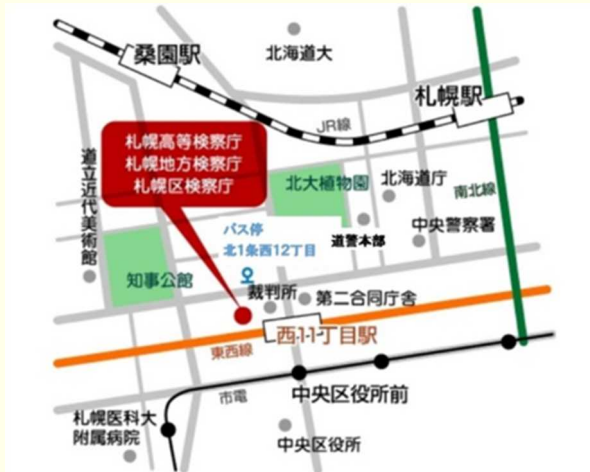 桑園駅
北海道大
札幌駅
JR線
札幌高等検察庁
札幌地方検察庁
札幌区検察庁
道立近代美術館
北大植物園
北海道庁
南北線
バス停
北1条西12丁目
道警本部
中央警察署
知事公館
裁判所
第二合同庁舎
西11丁目駅
東西線
市電
中央区役所前
札幌医科大
附属病院
中央区役所